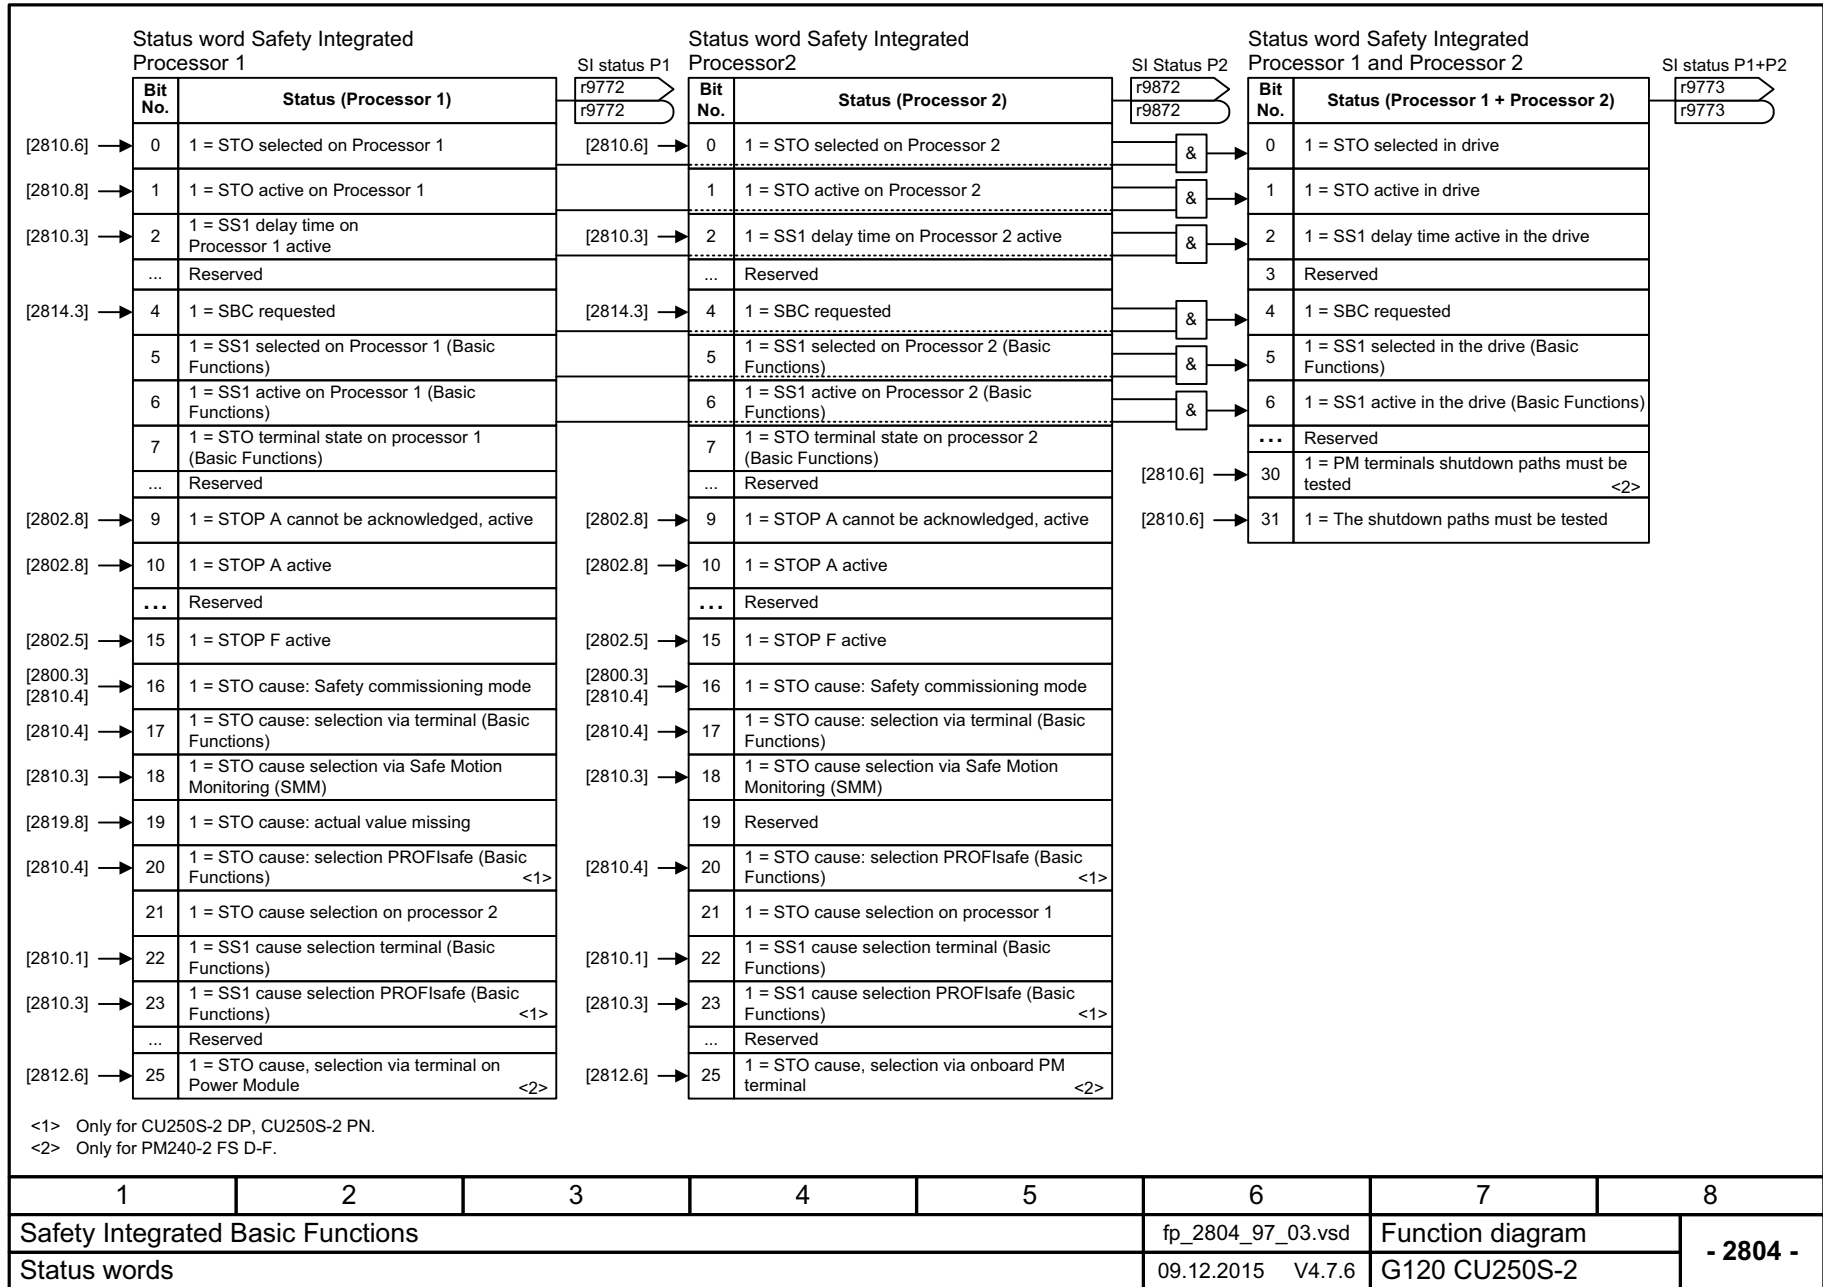 Status word Safety Integrated
Processor 1
SI status P1
r9772
r9772
Bit No. Status (Processor 1)
[2810.6] 0 1 = STO selected on Processor 1
[2810.8] 1 1 = STO active on Processor 1
[2810.3] 2 1 = SS1 delay time on
Processor 1 active
... Reserved
[2814.3] 4 1 = SBC requested
5 1 = SS1 selected on Processor 1 (Basic
Functions)
6 1 = SS1 active on Processor 1 (Basic
Functions)
7 1 = STO terminal state on processor 1
(Basic Functions)
... Reserved
[2802.8] 9 1 = STOP A cannot be acknowledged, active
[2802.8] 10 1 = STOP A active
... Reserved
[2802.5] 15 1 = STOP F active
[2800.3]
[2810.4] 16 1 = STO cause: Safety commissioning mode
[2810.4] 17 1 = STO cause: selection via terminal (Basic
Functions)
[2810.3] 18 1 = STO cause selection via Safe Motion
Monitoring (SMM)
[2819.8] 19 1 = STO cause: actual value missing
[2810.4] 20 1 = STO cause: selection PROFIsafe (Basic
Functions) <1>
21 1 = STO cause selection on processor 2
[2810.1] 22 1 = SS1 cause selection terminal (Basic
Functions)
[2810.3] 23 1 = SS1 cause selection PROFIsafe (Basic
Functions) <1>
... Reserved
[2812.6] 25 1 = STO cause, selection via terminal on
Power Module <2>
Status word Safety Integrated
Processor2
SI Status P2
r9872
r9872
Bit No. Status (Processor 2)
[2810.6] 0 1 = STO selected on Processor 2
1 1 = STO active on Processor 2
[2810.3] 2 1 = SS1 delay time on Processor 2 active
... Reserved
[2814.3] 4 1 = SBC requested
5 1 = SS1 selected on Processor 2 (Basic
Functions)
6 1 = SS1 active on Processor 2 (Basic
Functions)
7 1 = STO terminal state on processor 2
(Basic Functions)
... Reserved
[2802.8] 9 1 = STOP A cannot be acknowledged, active
[2802.8] 10 1 = STOP A active
... Reserved
[2802.5] 15 1 = STOP F active
[2800.3]
[2810.4] 16 1 = STO cause: Safety commissioning mode
[2810.4] 17 1 = STO cause: selection via terminal (Basic
Functions)
[2810.3] 18 1 = STO cause selection via Safe Motion
Monitoring (SMM)
19 Reserved
[2810.4] 20 1 = STO cause: selection PROFIsafe (Basic
Functions) <1>
21 1 = STO cause selection on processor 1
[2810.1] 22 1 = SS1 cause selection terminal (Basic
Functions)
[2810.3] 23 1 = SS1 cause selection PROFIsafe (Basic
Functions) <1>
... Reserved
[2812.6] 25 1 = STO cause, selection via onboard PM
terminal <2>
Status word Safety Integrated
Processor 1 and Processor 2
SI status P1+P2
r9773
r9773
Bit No. Status (Processor 1 + Processor 2)
& 0 1 = STO selected in drive
& 1 1 = STO active in drive
& 2 1 = SS1 delay time active in the drive
3 Reserved
& 4 1 = SBC requested
& 5 1 = SS1 selected in the drive (Basic
Functions)
& 6 1 = SS1 active in the drive (Basic Functions)
... Reserved
[2810.6] 30 1 = PM terminals shutdown paths must be
tested <2>
[2810.6] 31 1 = The shutdown paths must be tested
<1> Only for CU250S-2 DP, CU250S-2 PN.
<2> Only for PM240-2 FS D-F.
1 2 3 4 5 6 7 8
Safety Integrated Basic Functions fp_2804_97_03.vsd Function diagram - 2804 -
Status words 09.12.2015 V4.7.6 G120 CU250S-2